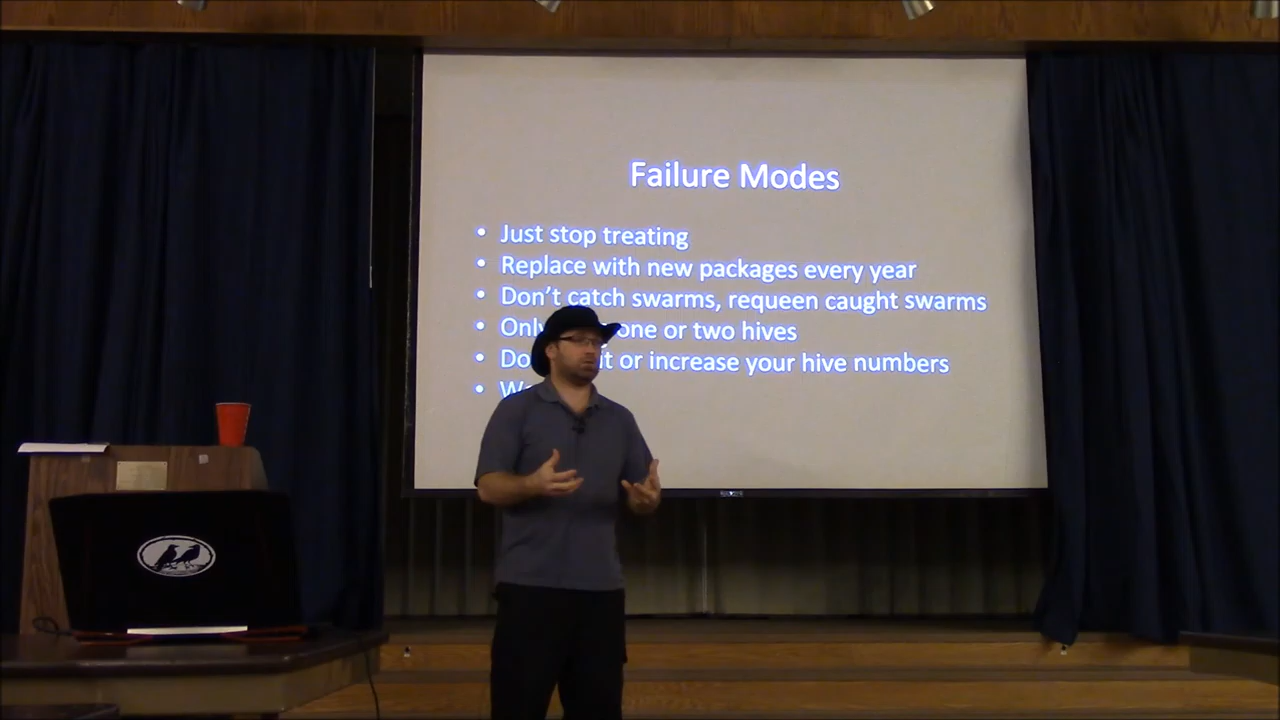 Failure Modes
• Just stop treating
• Replace with new packages every year
• Don't catch swarms, requeen caught swarms
• Only one or two hives
• it or increase your hive numbers
•